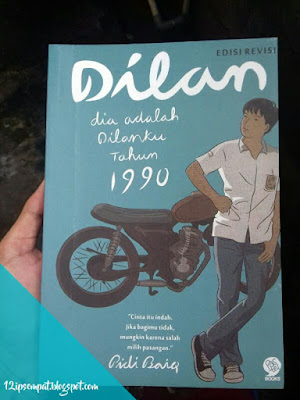 EDISI REVISI
Dilan
dia adalah
Dilanku
Tahun
1990
"Cinta itu indah.
Jika bagimu tidak,
mungkin karena salah
milih pasangan."
Pidi Baiq
BOOKS
12ipsempat.blogspot.com